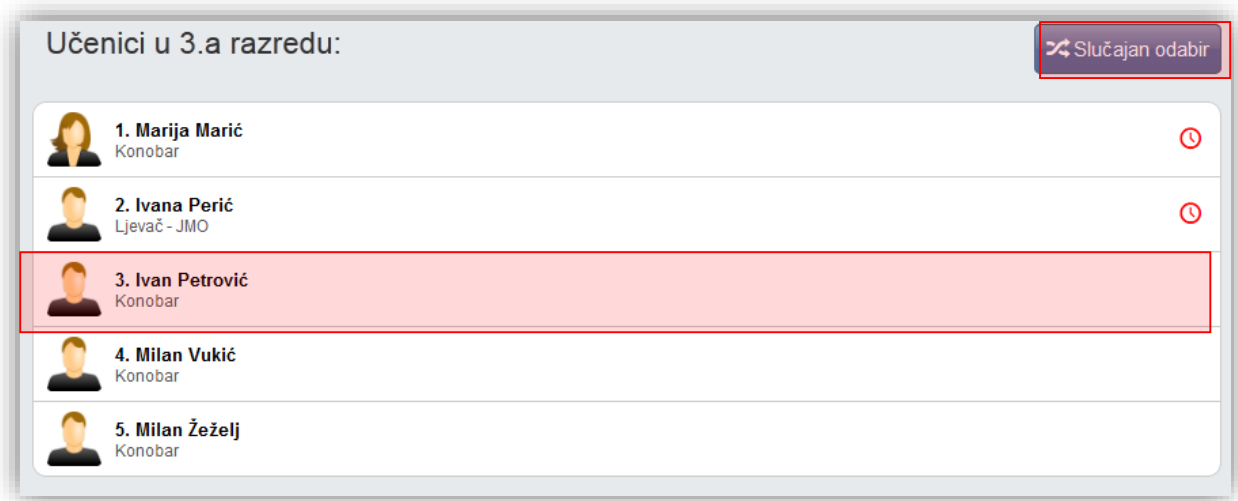 Učenici u 3.a razredu:
Slučajan odabir
1. Marija Marić
Konobar
2. Ivana Perić
Ljevač - JMO
3. Ivan Petrović
Konobar
4. Milan Vukić
Konobar
5. Milan Žeželj
Konobar